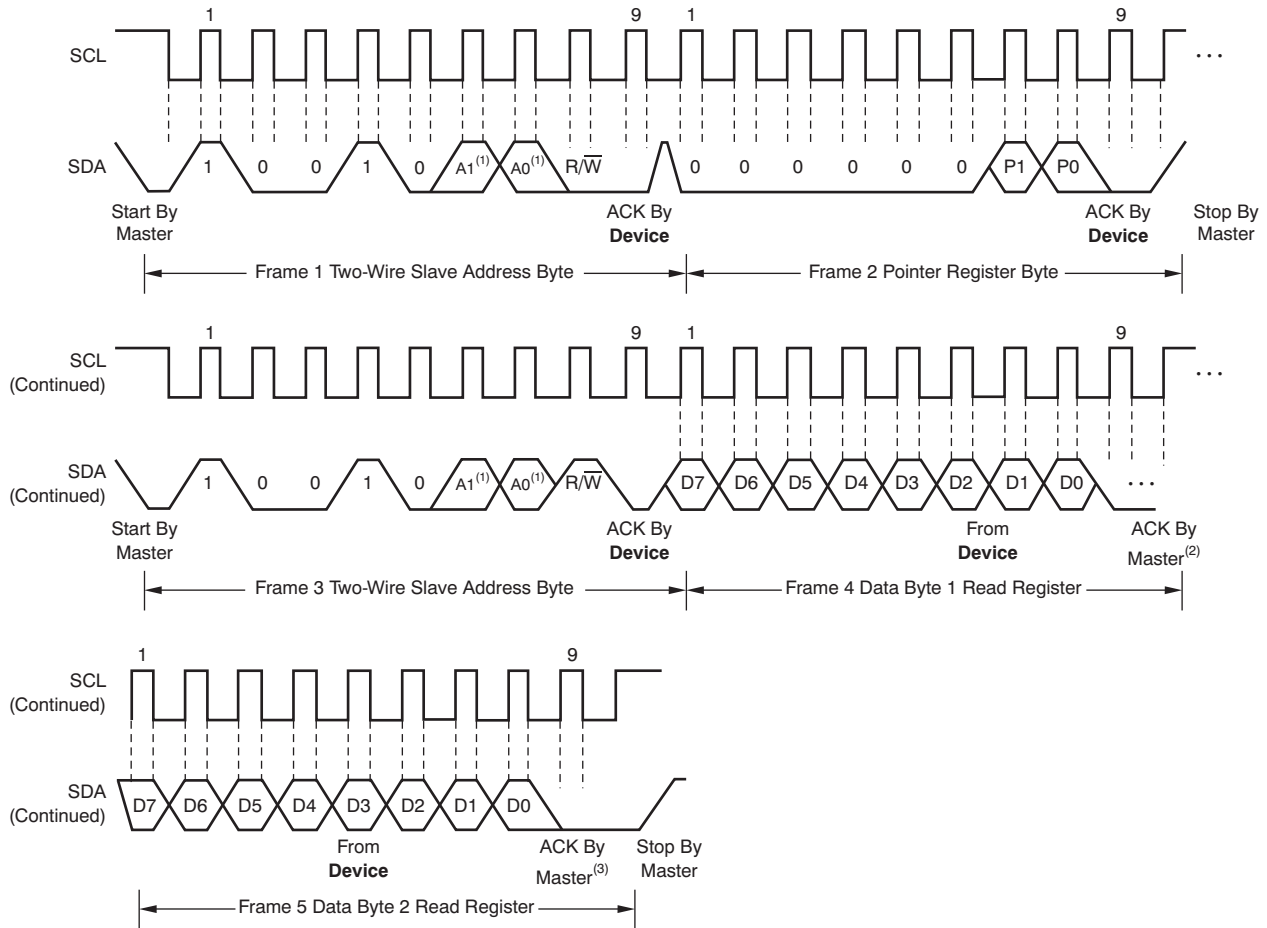 1 9 1 9
SCL ...
SDA 1 0 0 1 0 A1(1) A0(1) R/W̅ 0 0 0 0 0 0 P1 P0
Start By Master ACK By Device ACK By Device Stop By Master
Frame 1 Two-Wire Slave Address Byte Frame 2 Pointer Register Byte
1 9 1 9
SCL (Continued) ...
SDA (Continued) 1 0 0 1 0 A1(1) A0(1) R/W̅ D7 D6 D5 D4 D3 D2 D1 D0 ...
Start By Master ACK By Device From Device ACK By Master(2)
Frame 3 Two-Wire Slave Address Byte Frame 4 Data Byte 1 Read Register
1 9
SCL (Continued)
SDA (Continued) D7 D6 D5 D4 D3 D2 D1 D0
From Device ACK By Master(3) Stop By Master
Frame 5 Data Byte 2 Read Register